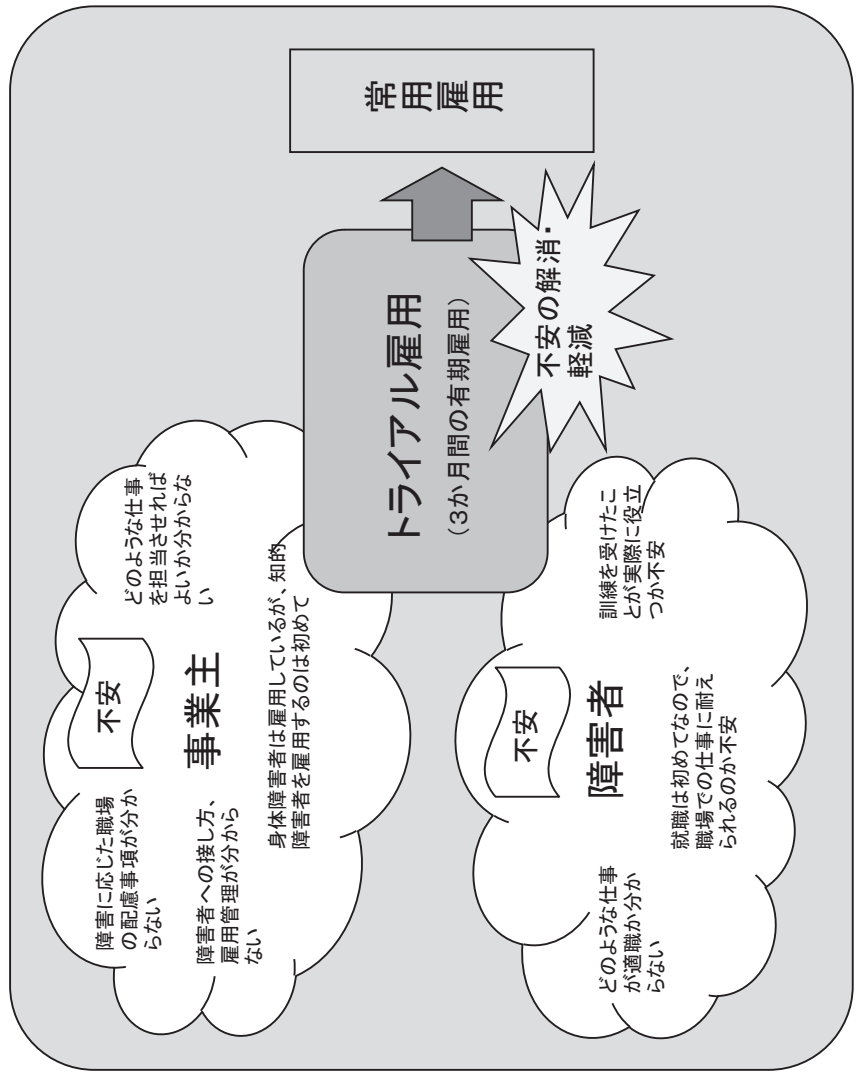 不安
事業主
障害に応じた職場
の配慮事項が分か
らない
どのような仕事
を担当させれば
よいか分からな
い
障害者への接し方、
雇用管理が分から
ない
身体障害者は雇用しているが、知的
障害者を雇用するのは初めて
不安
障害者
どのような仕事
が適職か分か
らない
訓練を受けたこ
とが実際に役立
つか不安
就職は初めてなので、
職場での仕事に耐え
られるのか不安
トライアル雇用
（3か月間の有期雇用）
不安の解消・
軽減
常用雇用